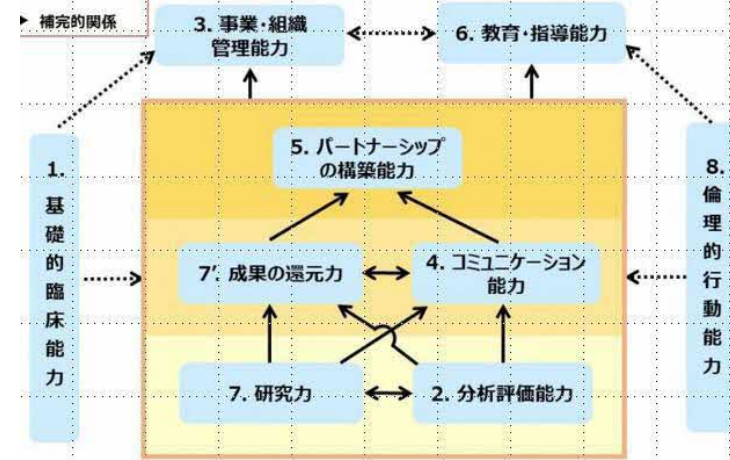 補完的関係
3. 事業・組織
管理能力
6. 教育・指導能力
5. パートナーシップ
の構築能力
1.
基
礎
的
臨
床
能
力
8.
倫
理
的
行
動
能
力
7’. 成果の還元力
4. コミュニケーション
能力
7. 研究力
2. 分析評価能力